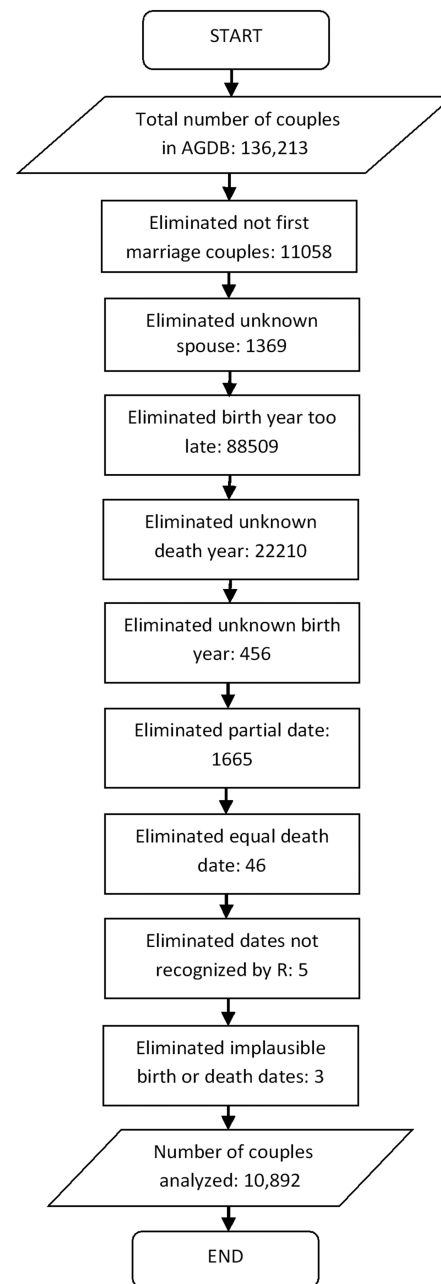 START
Total number of couples
in AGDB: 136,213
Eliminated not first
marriage couples: 11058
Eliminated unknown
spouse: 1369
Eliminated birth year too
late: 88509
Eliminated unknown
death year: 22210
Eliminated unknown birth
year: 456
Eliminated partial date:
1665
Eliminated equal death
date: 46
Eliminated dates not
recognized by R: 5
Eliminated implausible
birth or death dates: 3
Number of couples
analyzed: 10,892
END